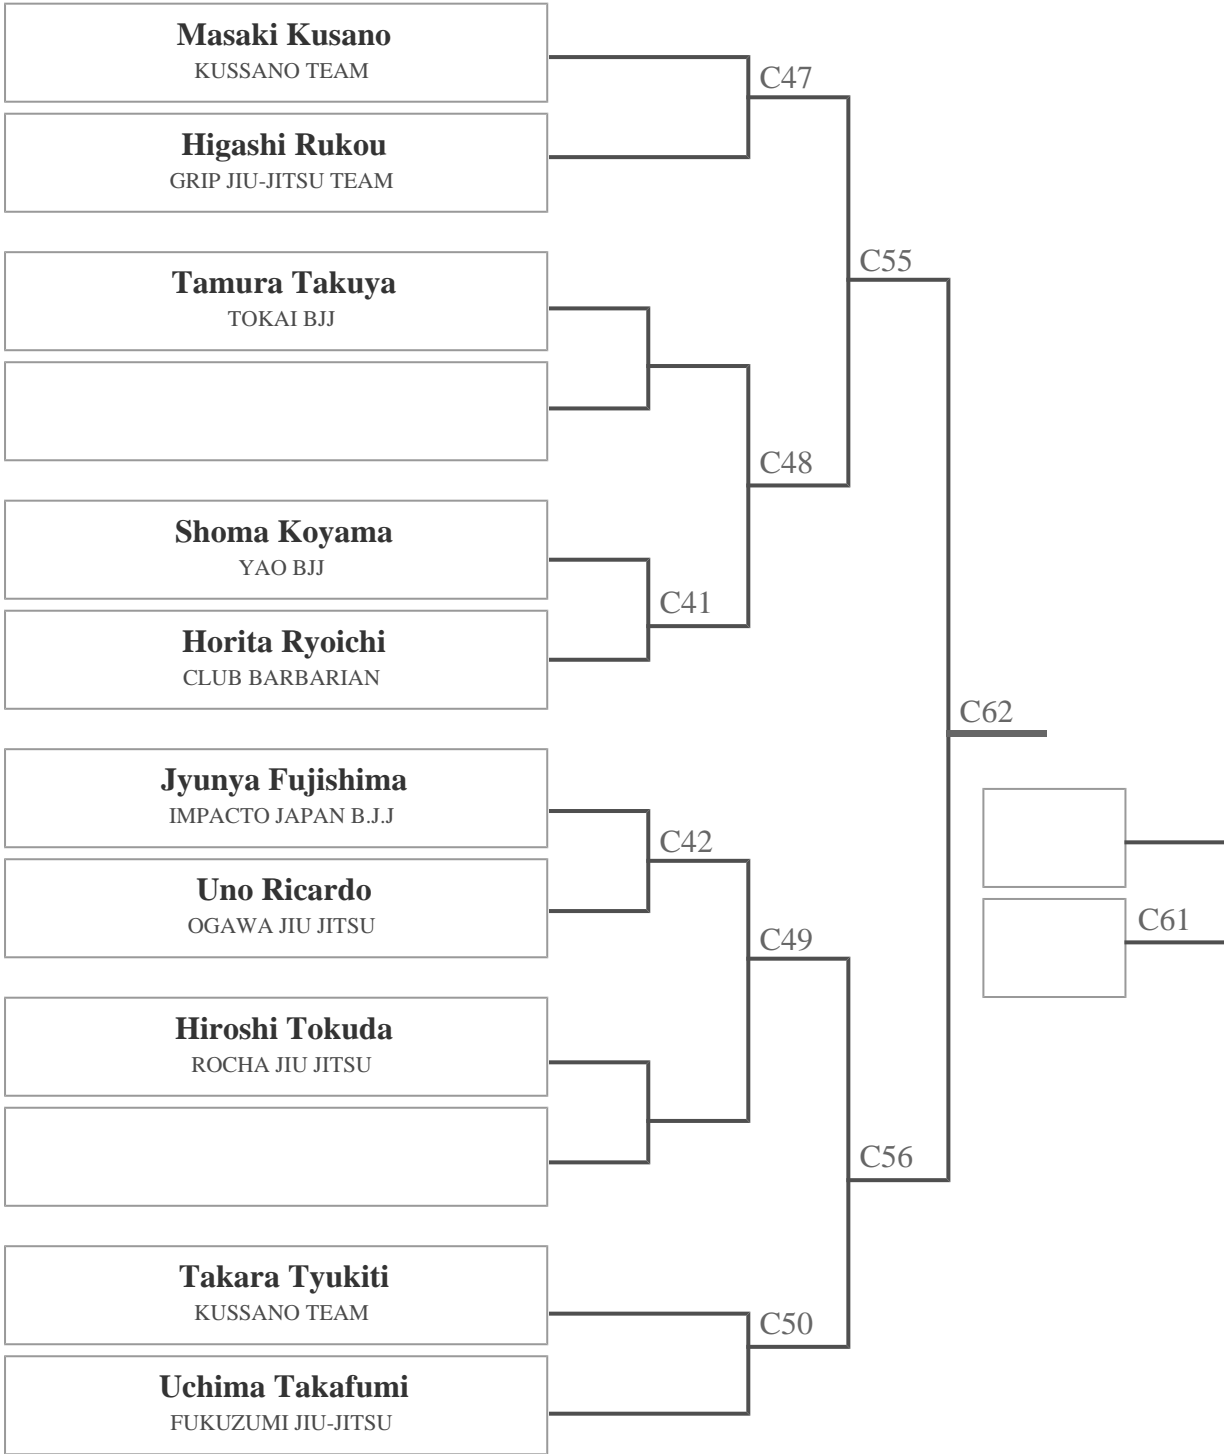 Masaki Kusano
KUSSANO TEAM
C47
Higashi Rukou
GRIP JIU-JITSU TEAM
C55
Tamura Takuya
TOKAI BJJ
C48
Shoma Koyama
YAO BJJ
C41
Horita Ryoichi
CLUB BARBARIAN
C62
Jyunya Fujishima
IMPACTO JAPAN B.J.J
C42
Uno Ricardo
OGAWA JIU JITSU
C49
C61
Hiroshi Tokuda
ROCHA JIU JITSU
C56
Takara Tyukiti
KUSSANO TEAM
C50
Uchima Takafumi
FUKUZUMI JIU-JITSU